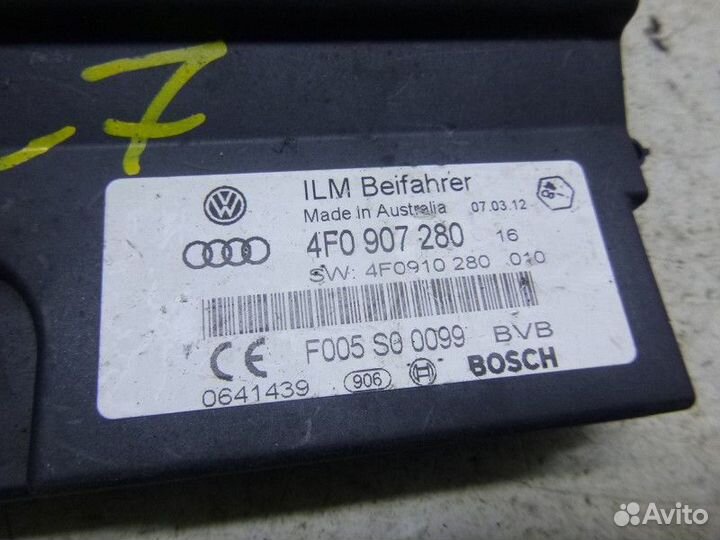 -7
ILM Beifahrer
Made in Australia 07.03.12
4F0 907 280 16
SW: 4F0910 280 010
F005 S0 0099 BVB
CE
0641439 906 BOSCH
Avito